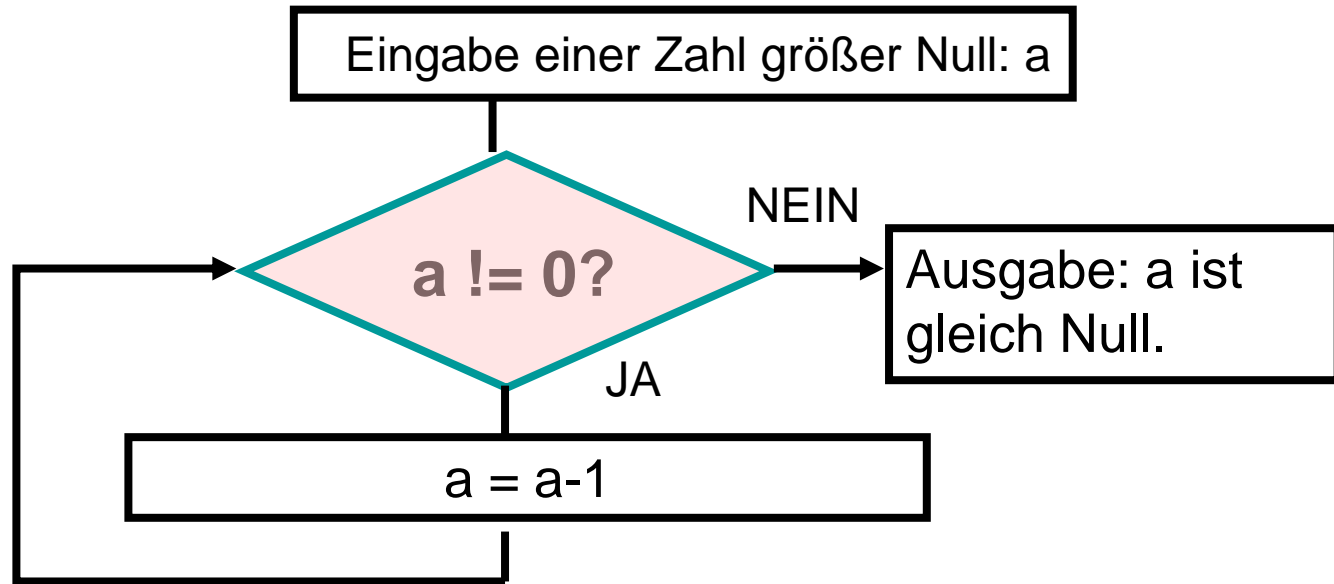 Eingabe einer Zahl größer Null: a
a != 0?
NEIN
Ausgabe: a ist
gleich Null.
JA
a = a-1